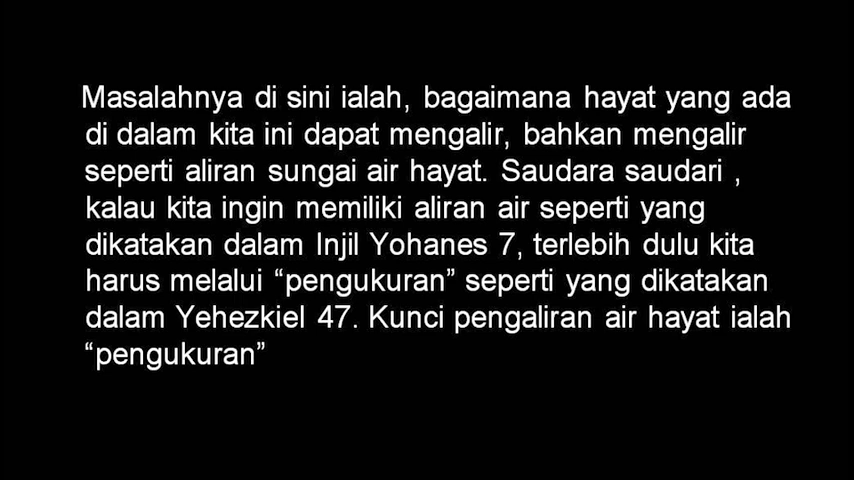 Masalahnya di sini ialah, bagaimana hayat yang ada
di dalam kita ini dapat mengalir, bahkan mengalir
seperti aliran sungai air hayat. Saudara saudari ,
kalau kita ingin memiliki aliran air seperti yang
dikatakan dalam Injil Yohanes 7, terlebih dulu kita
harus melalui “pengukuran” seperti yang dikatakan
dalam Yehezkiel 47. Kunci pengaliran air hayat ialah
“pengukuran”